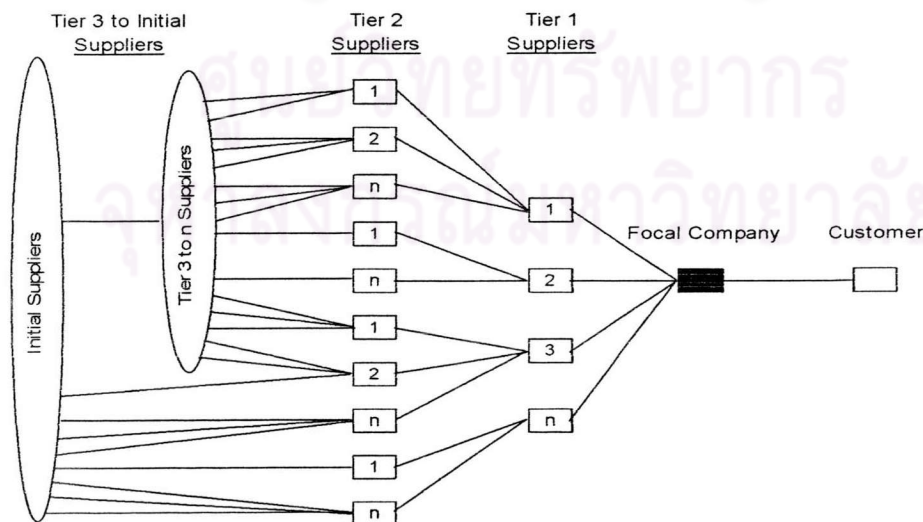 Tier 3 to Initial
Suppliers
Tier 2
Suppliers
Tier 1
Suppliers
ศูนย์วิทยทรัพยากร
จุฬาลงกรณ์มหาวิทยาลัย
Initial Suppliers
Tier 3 to n Suppliers
1
2
n
1
n
1
2
n
1
n
1
2
3
n
Focal Company
Customer